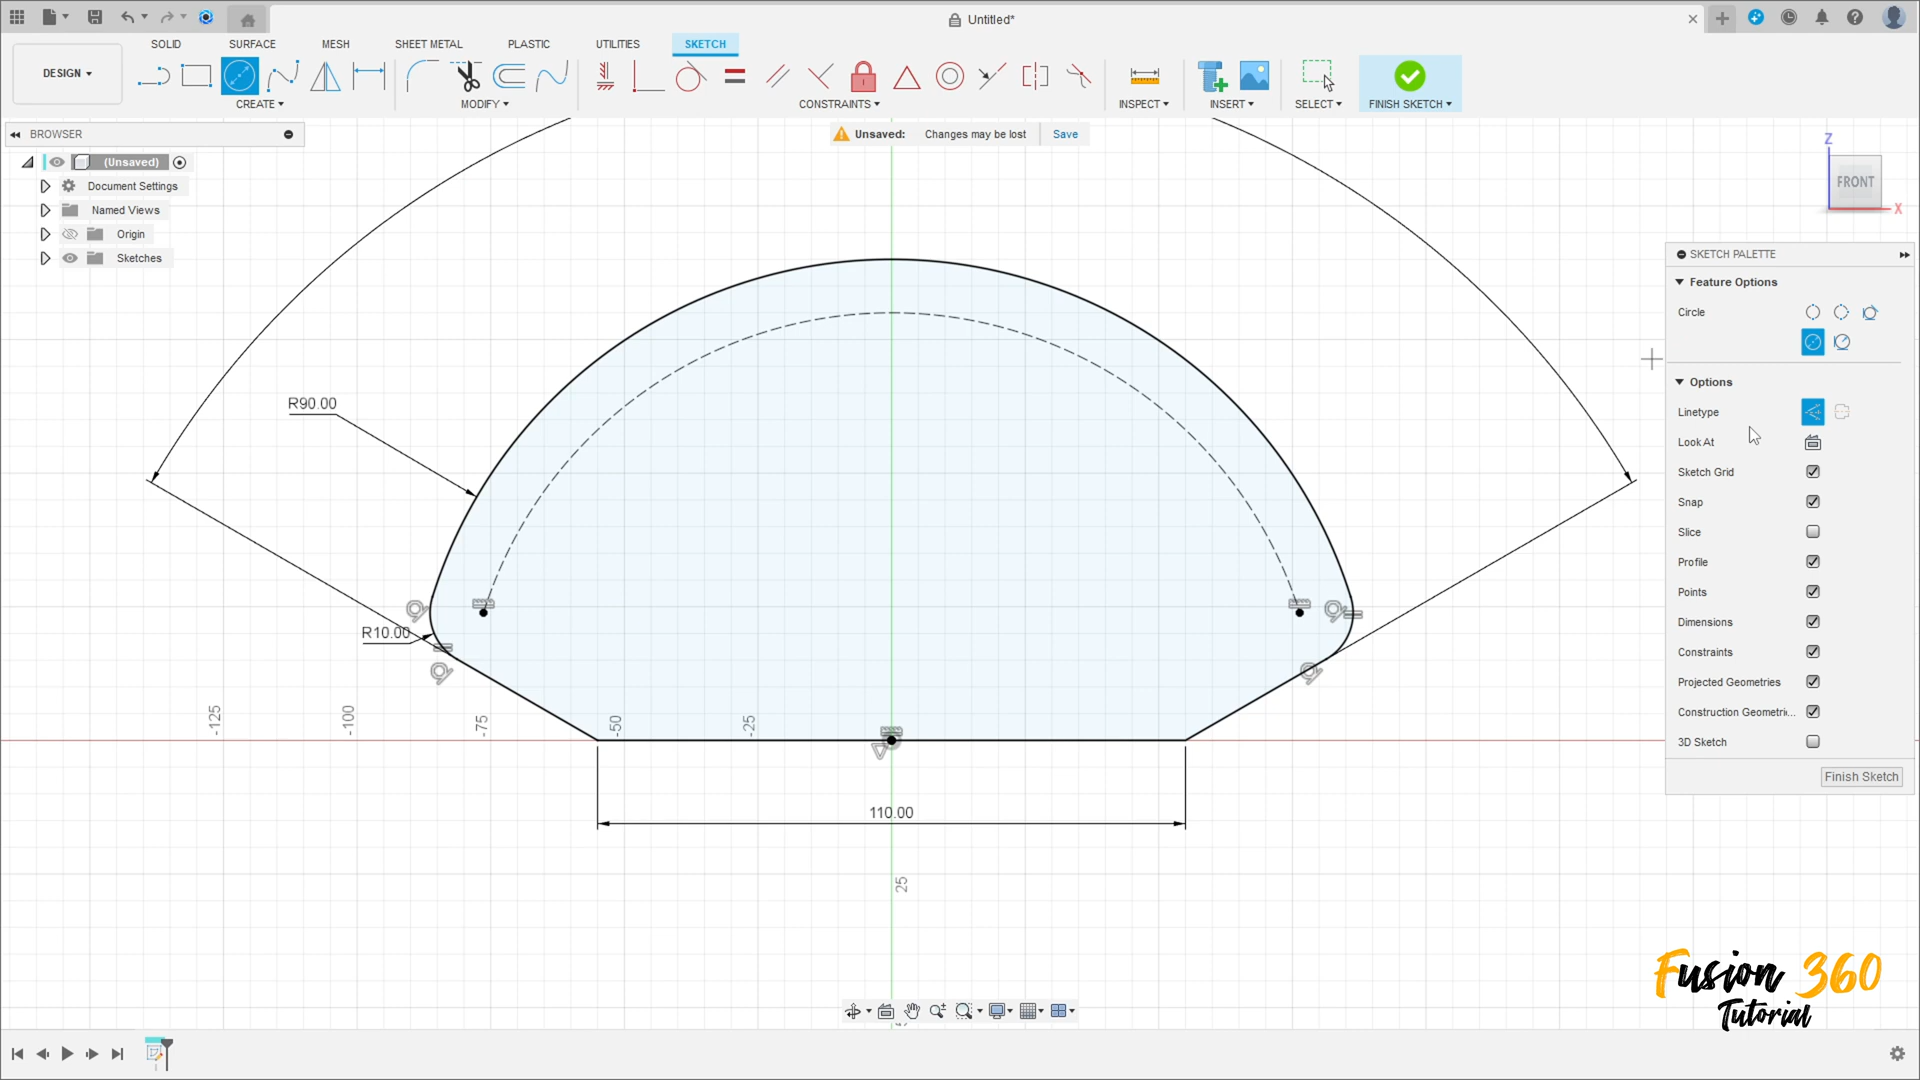 Untitled*
SOLID
SURFACE
MESH
SHEET METAL
PLASTIC
UTILITIES
SKETCH
DESIGN
CREATE
MODIFY
CONSTRAINTS
INSPECT
INSERT
SELECT
FINISH SKETCH
BROWSER
Unsaved: Changes may be lost Save
(Unsaved)
Document Settings
Named Views
Origin
Sketches
Z
FRONT
X
SKETCH PALETTE
Feature Options
Circle
Options
Linetype
Look At
Sketch Grid
Snap
Slice
Profile
Points
Dimensions
Constraints
Projected Geometries
Construction Geometri...
3D Sketch
Finish Sketch
R90.00
R10.00
-125
-100
-75
-50
-25
110.00
25
Fusion 360
Tutorial